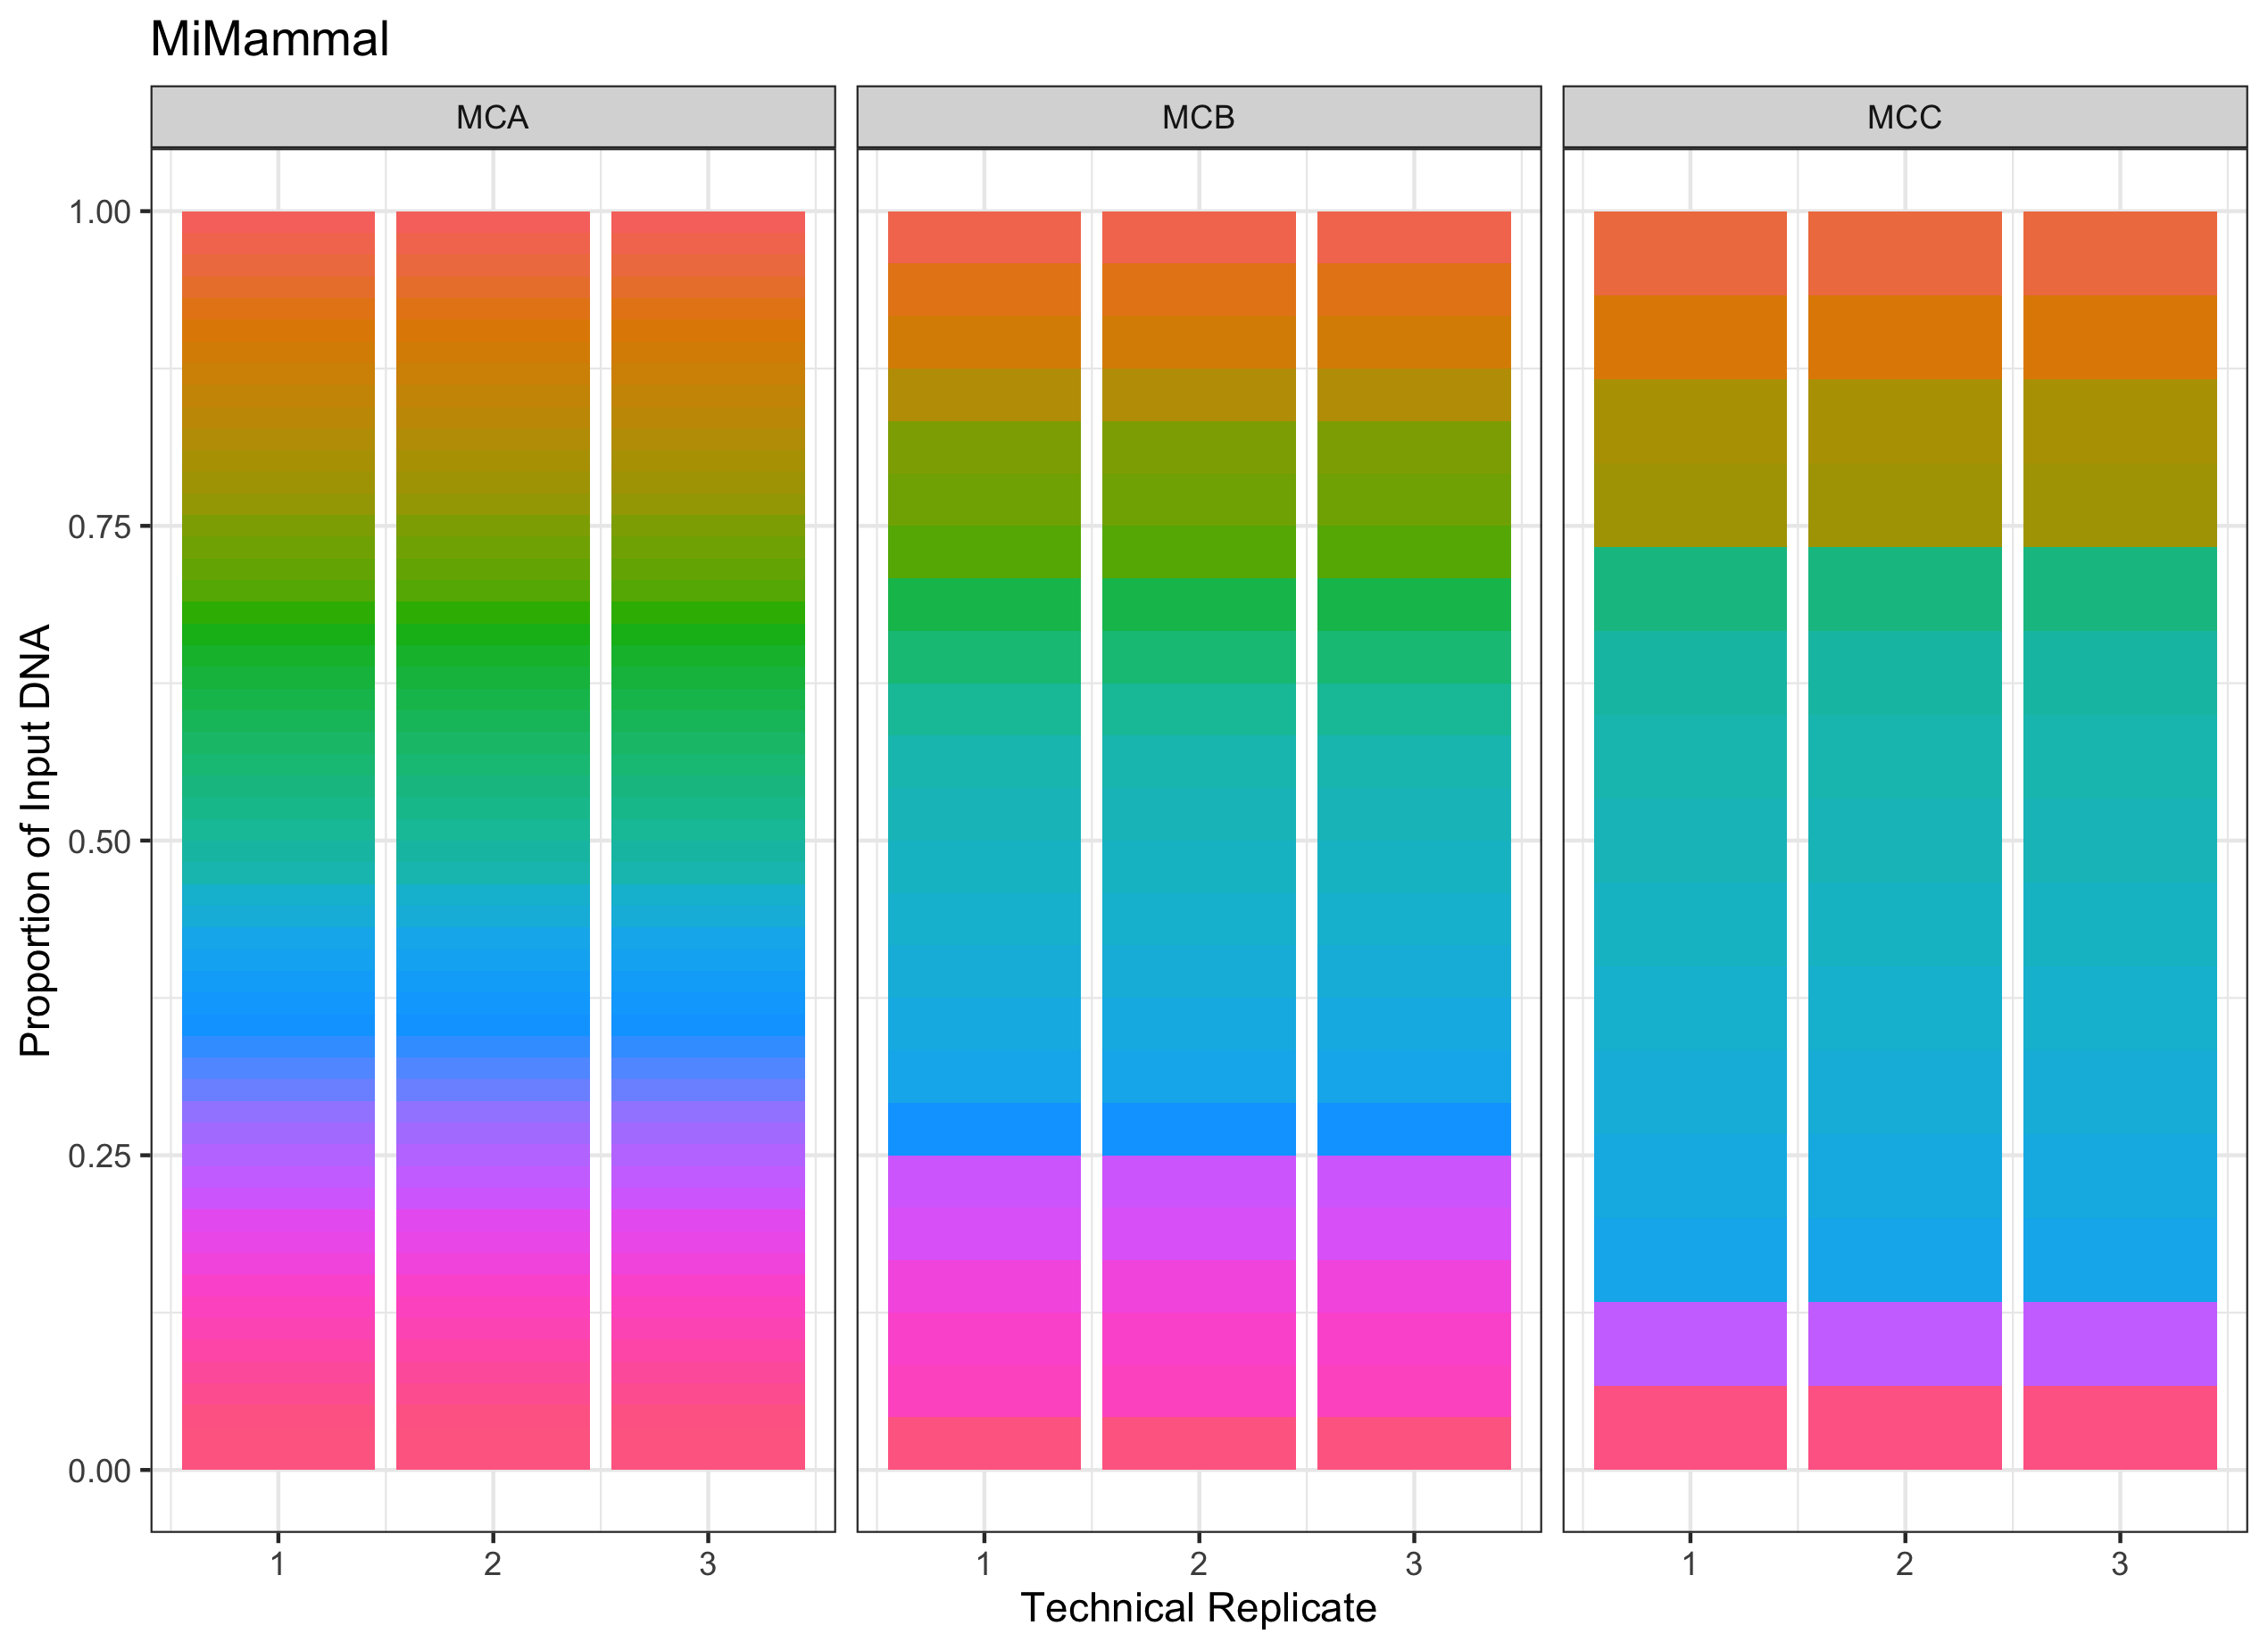 MiMammal
MCA
MCB
MCC
Proportion of Input DNA
1.00
0.75
0.50
0.25
0.00
1 2 3
1 2 3
1 2 3
Technical Replicate